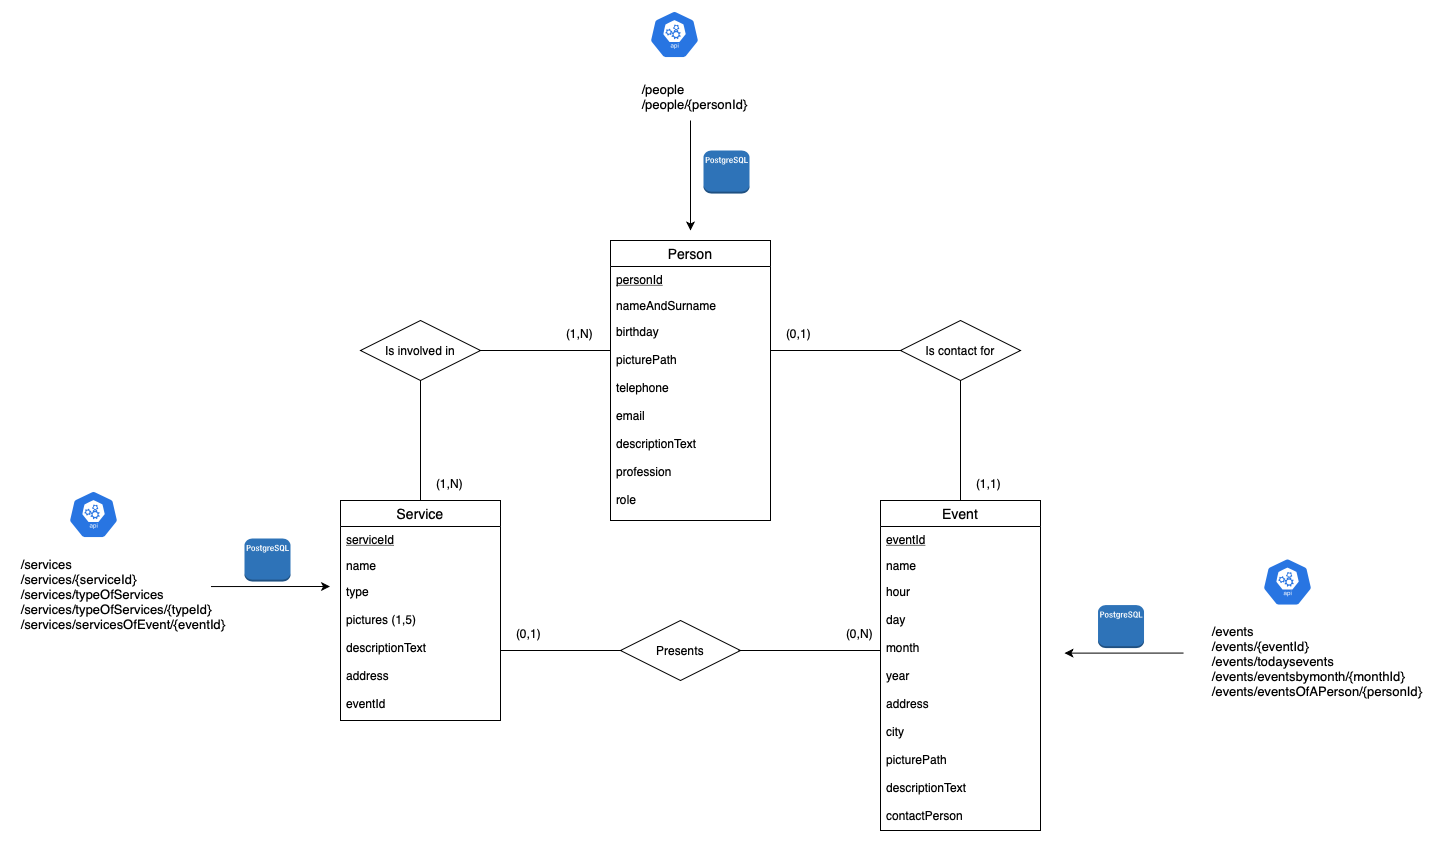 api
/people
/people/{personId}
PostgreSQL
Person
personId
nameAndSurname
birthday
picturePath
telephone
email
descriptionText
profession
role
Is involved in
(1,N)
(1,N)
(0,1)
Is contact for
(1,1)
api
/services
/services/{serviceId}
/services/typeOfServices
/services/typeOfServices/{typeId}
/services/servicesOfEvent/{eventId}
PostgreSQL
Service
serviceId
name
type
pictures (1,5)
descriptionText
address
eventId
(0,1)
Presents
(0,N)
Event
eventId
name
hour
day
month
year
address
city
picturePath
descriptionText
contactPerson
PostgreSQL
api
/events
/events/{eventId}
/events/todaysevents
/events/eventsbymonth/{monthId}
/events/eventsOfAPerson/{personId}